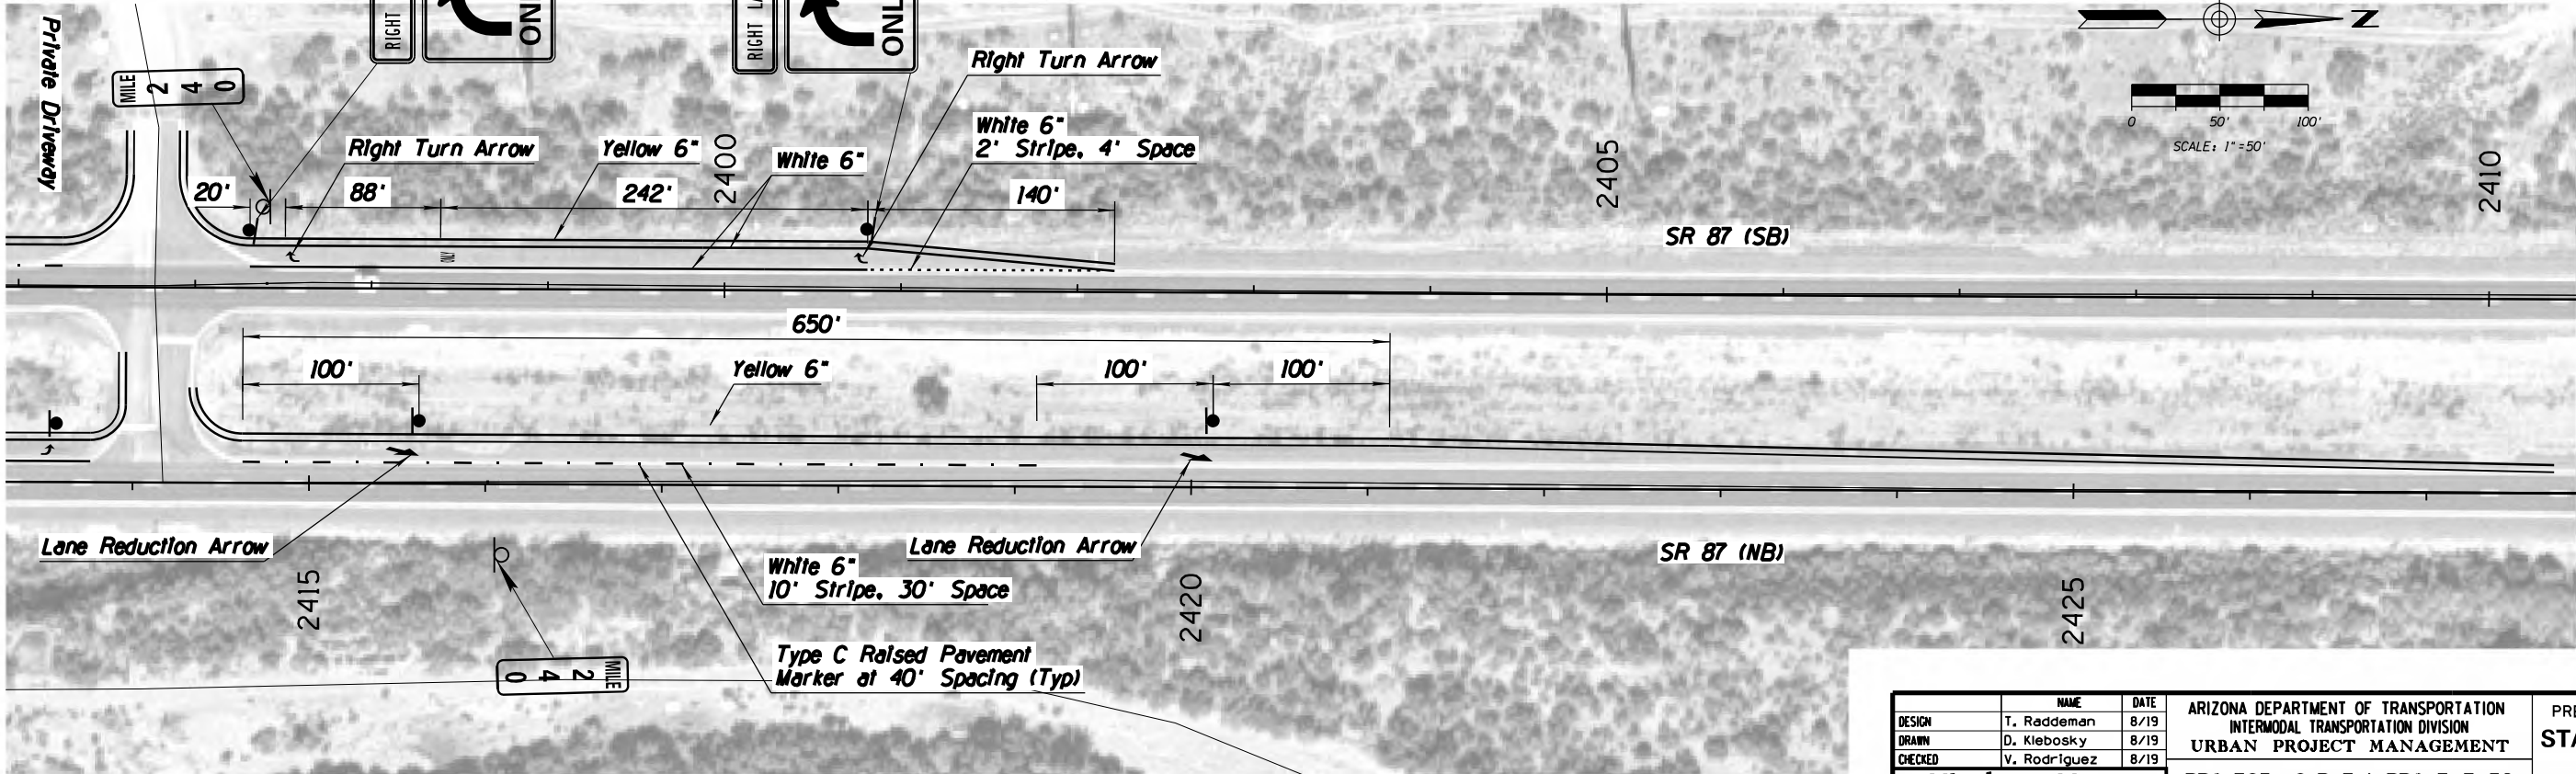 Private Driveway
MILE
2 4 0
RIGHT
ONLY
RIGHT
Right Turn Arrow
N
0 50' 100'
SCALE: 1"=50'
Right Turn Arrow
Yellow 6"
2400
White 6"
White 6"
2' Stripe, 4' Space
2405
2410
20'
88'
242'
140'
ONLY
SR 87 (SB)
650'
100'
Yellow 6"
100'
100'
Lane Reduction Arrow
2415
White 6"
10' Stripe, 30' Space
Lane Reduction Arrow
2420
SR 87 (NB)
2425
MILE
2 4 0
Type C Raised Pavement
Marker at 40' Spacing (Typ)
NAME DATE
DESIGN T. Raddeman 8/19
DRAWN D. Klebosky 8/19
CHECKED V. Rodriguez 8/19
ARIZONA DEPARTMENT OF TRANSPORTATION
INTERMODAL TRANSPORTATION DIVISION
URBAN PROJECT MANAGEMENT